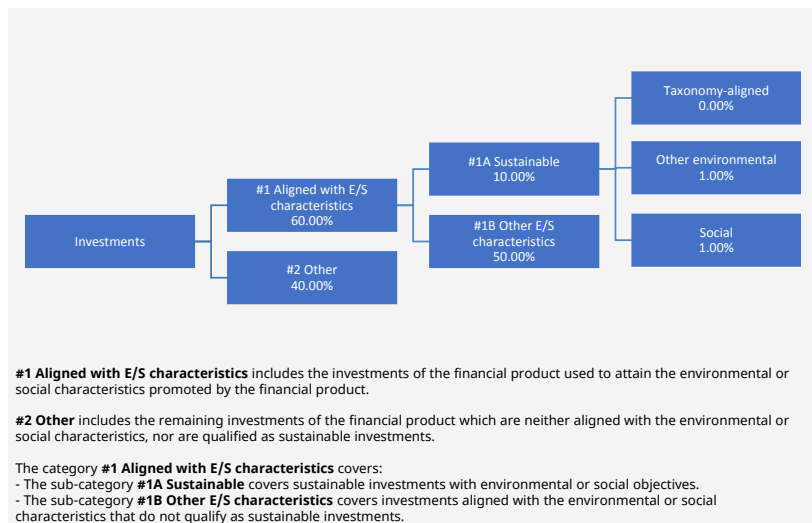 Taxonomy-aligned
0.00%
#1A Sustainable
10.00%
Other environmental
1.00%
#1 Aligned with E/S
characteristics
60.00%
#1B Other E/S
characteristics
50.00%
Social
1.00%
Investments
#2 Other
40.00%
#1 Aligned with E/S characteristics includes the investments of the financial product used to attain the environmental or
social characteristics promoted by the financial product.
#2 Other includes the remaining investments of the financial product which are neither aligned with the environmental or
social characteristics, nor are qualified as sustainable investments.
The category #1 Aligned with E/S characteristics covers:
- The sub-category #1A Sustainable covers sustainable investments with environmental or social objectives.
- The sub-category #1B Other E/S characteristics covers investments aligned with the environmental or social
characteristics that do not qualify as sustainable investments.